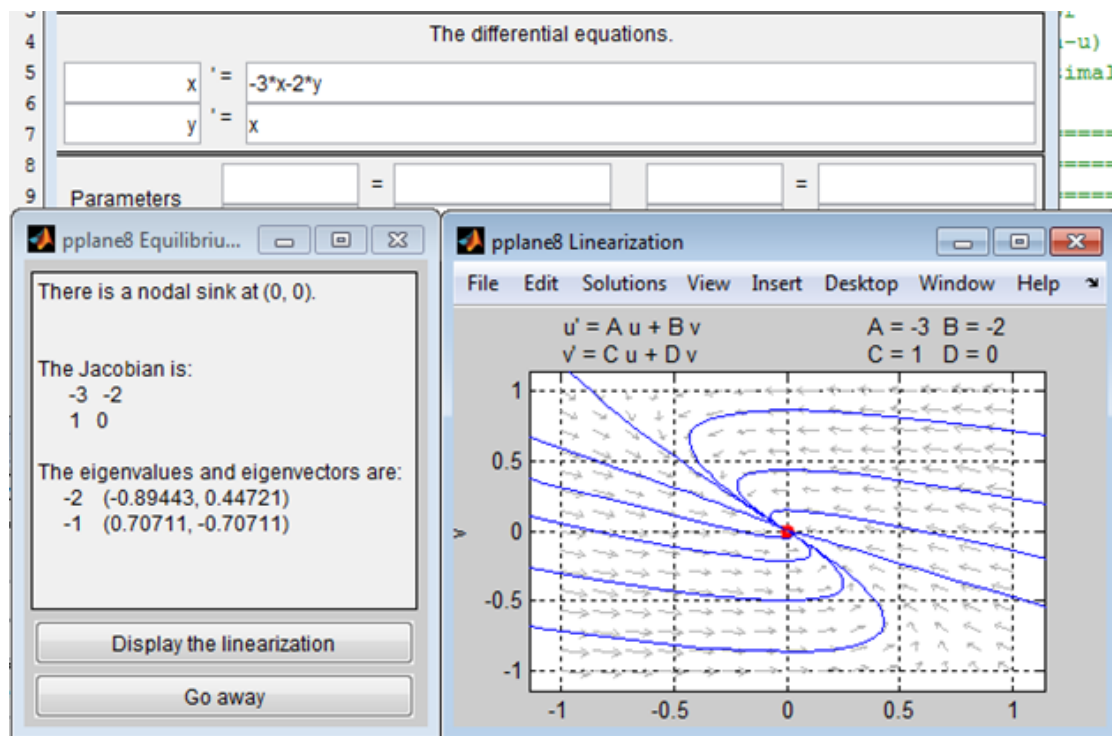 4
5
6
7
8
9
The differential equations.
x ' = -3*x-2*y
y ' = x
Parameters = =
-u)
timal
=====
=====
=====
pplane8 Equilibriu...
There is a nodal sink at (0, 0).
The Jacobian is:
-3 -2
1 0
The eigenvalues and eigenvectors are:
-2 (-0.89443, 0.44721)
-1 (0.70711, -0.70711)
Display the linearization
Go away
pplane8 Linearization
File Edit Solutions View Insert Desktop Window Help
u' = A u + B v
v' = C u + D v
A = -3 B = -2
C = 1 D = 0
1
0.5
0
-0.5
-1
v
-1 -0.5 0 0.5 1